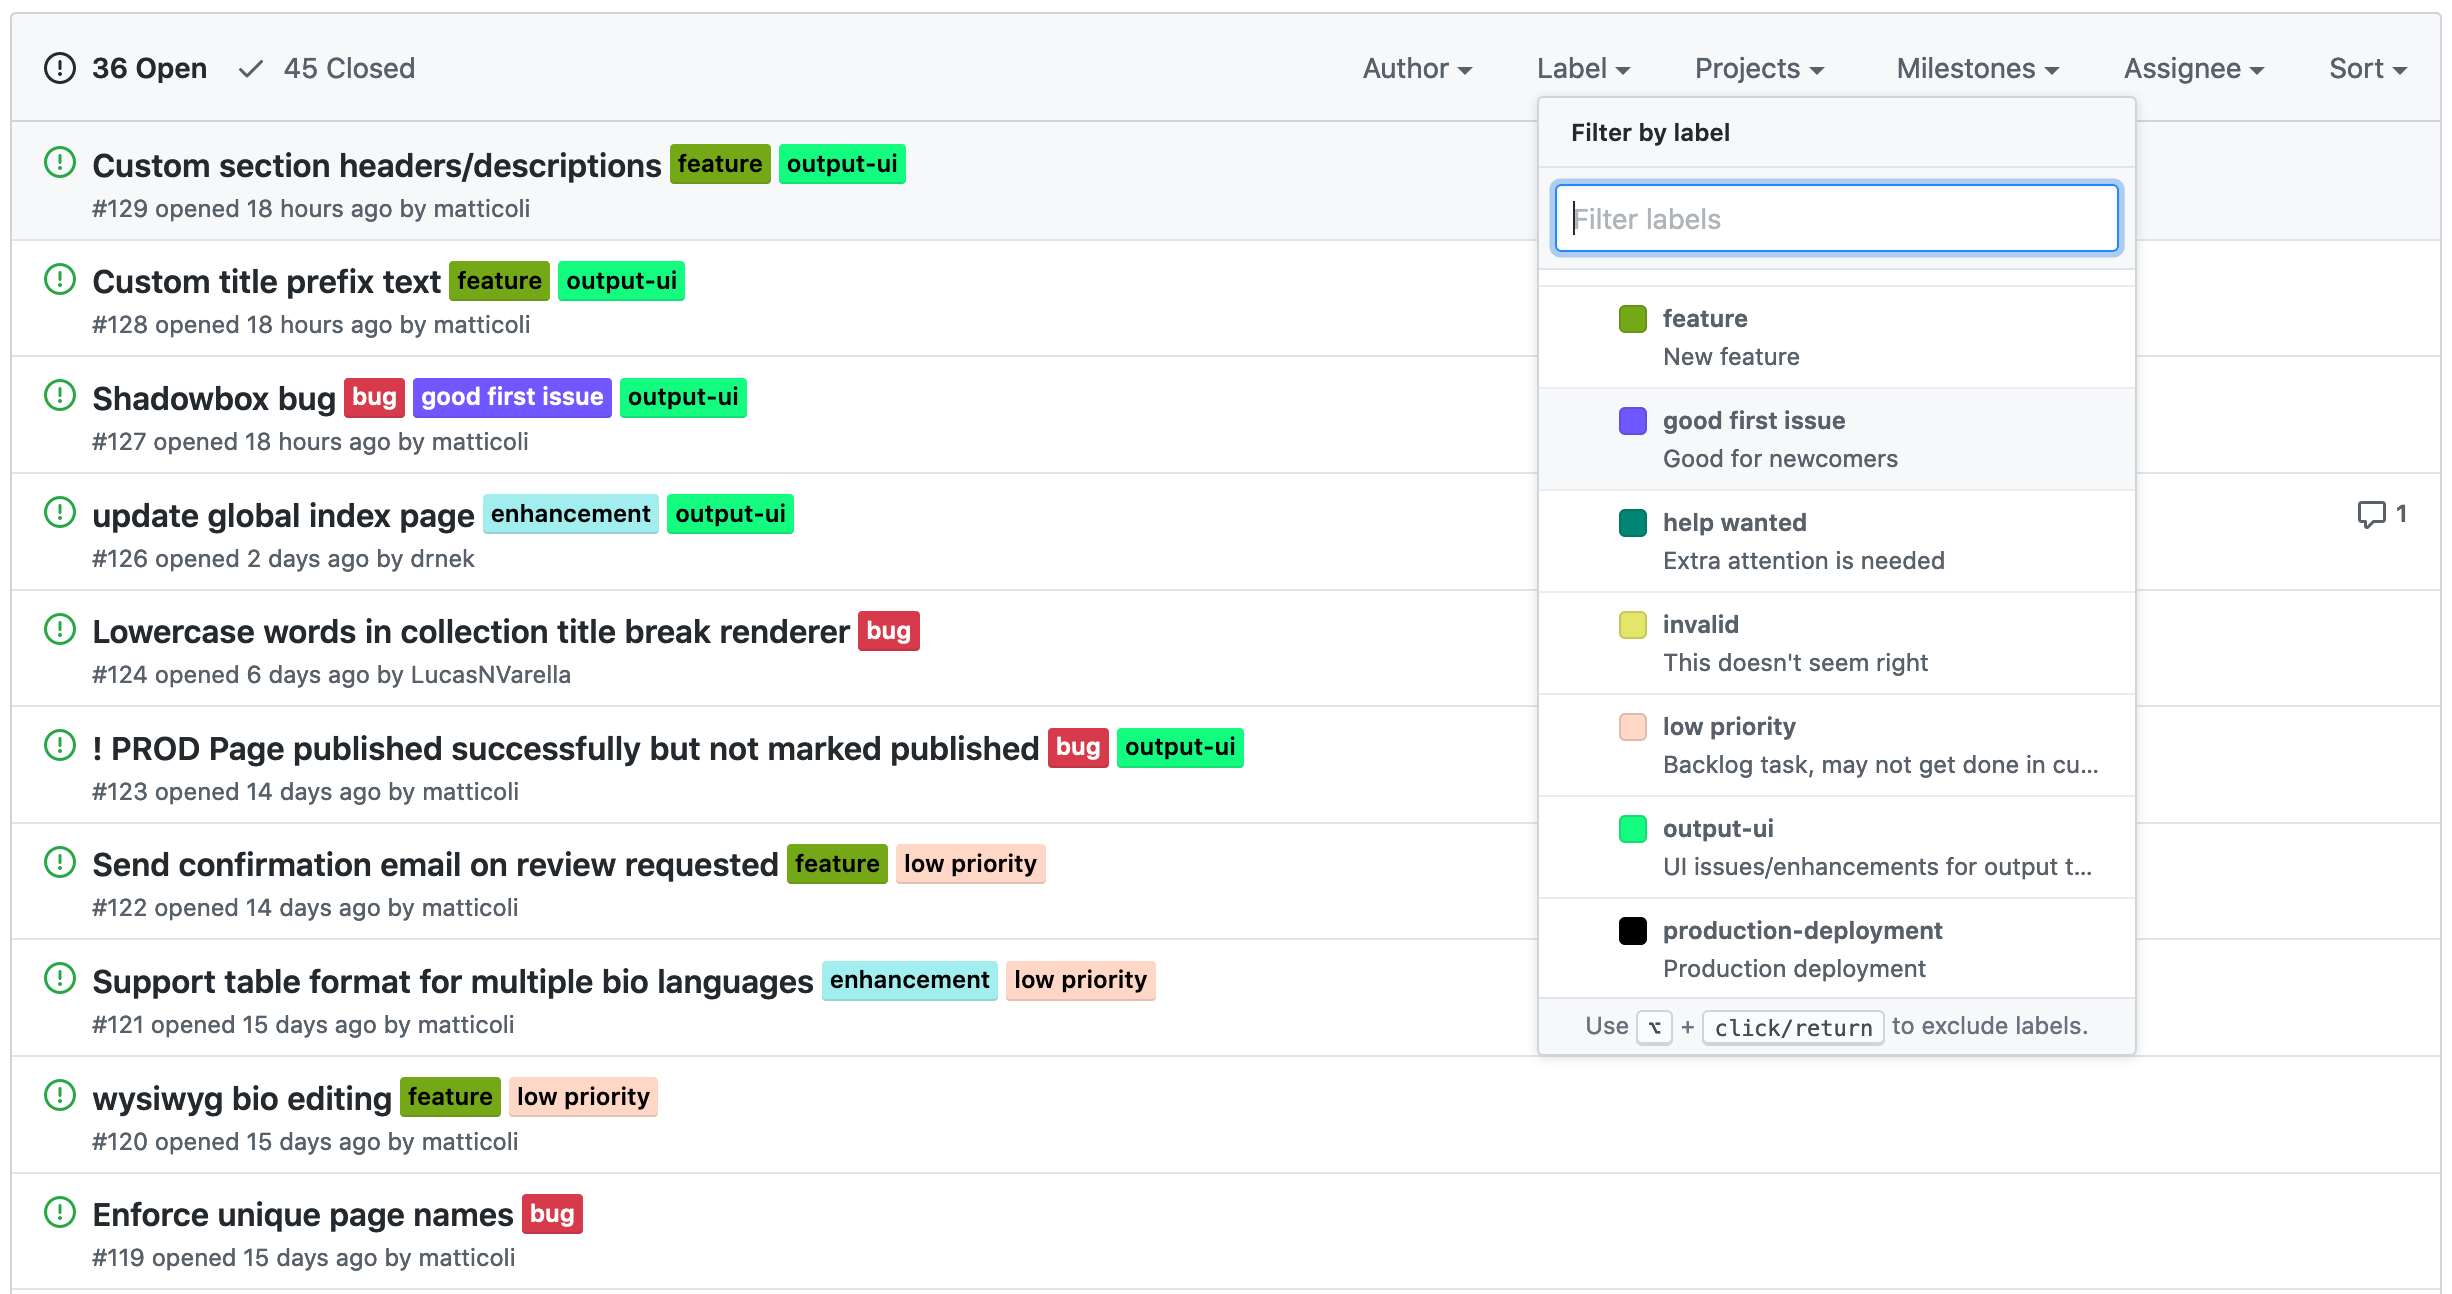 36 Open 45 Closed Author Label Projects Milestones Assignee Sort
Custom section headers/descriptions feature output-ui
#129 opened 18 hours ago by matticoli
Custom title prefix text feature output-ui
#128 opened 18 hours ago by matticoli
Shadowbox bug bug good first issue output-ui
#127 opened 18 hours ago by matticoli
update global index page enhancement output-ui
1
#126 opened 2 days ago by drnek
Lowercase words in collection title break renderer bug
#124 opened 6 days ago by LucasNVarella
! PROD Page published successfully but not marked published bug output-ui
#123 opened 14 days ago by matticoli
Send confirmation email on review requested feature low priority
#122 opened 14 days ago by matticoli
Support table format for multiple bio languages enhancement low priority
#121 opened 15 days ago by matticoli
wysiwyg bio editing feature low priority
#120 opened 15 days ago by matticoli
Enforce unique page names bug
#119 opened 15 days ago by matticoli
Filter by label
Filter labels
feature
New feature
good first issue
Good for newcomers
help wanted
Extra attention is needed
invalid
This doesn't seem right
low priority
Backlog task, may not get done in cu...
output-ui
UI issues/enhancements for output t...
production-deployment
Production deployment
Use ⌥ + click/return to exclude labels.